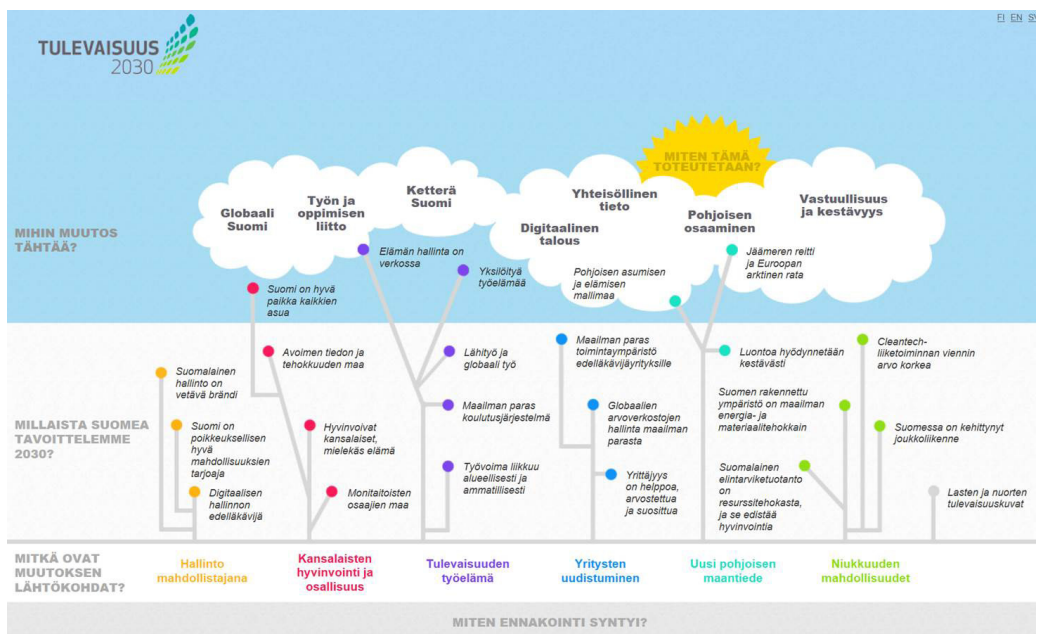 FI EN SV
TULEVAISUUS
2030
MITEN TÄMÄ
TOTEUTETAAN?
MIHIN MUUTOS
TÄHTÄÄ?
Globaali
Suomi
Työn ja
oppimisen
liitto
Ketterä
Suomi
Digitaalinen
talous
Yhteisöllinen
tieto
Pohjoisen
osaaminen
Vastuullisuus
ja kestävyys
Elämän hallinta on
verkossa
Yksilöityä
työelämää
Pohjoisen asumisen
ja elämisen
mallimaa
Jäämeren reitti
ja Euroopan
arktinen rata
Suomi on hyvä
paikka kaikkien
asua
MILLAISTA SUOMEA
TAVOITTELEMME
2030?
Suomalainen
hallinto on
vetävä brändi
Suomi on
poikkeuksellisen
hyvä
mahdollisuuksien
tarjoaja
Digitaalisen
hallinnon
edelläkävijä
Avoimen tiedon ja
tehokkuuden maa
Hyvinvoivat
kansalaiset,
mielekäs elämä
Monitaitoisten
osaajien maa
Lähityö ja
globaali työ
Maailman paras
koulutusjärjestelmä
Työvoima liikkuu
alueellisesti ja
ammatillisesti
Maailman paras
toimintaympäristö
edelläkävijäyrityksille
Globaalien
arvoverkostojen
hallinta maailman
parasta
Yrittäjyys
on helppoa,
arvostettua
ja suosittua
Luontoa hyödynnetään
kestävästi
Suomen rakennettu
ympäristö on maailman
energia- ja
materiaalitehokkain
Suomalainen
elintarviketuotanto
on
resurssitehokasta,
ja se edistää
hyvinvointia
Cleantech-
liiketoiminnan viennin
arvo korkea
Suomessa on kehittynyt
joukkoliikenne
Lasten ja nuorten
tulevaisuuskuvat
MITKÄ OVAT
MUUTOKSEN
LÄHTÖKOHDAT?
Hallinto
mahdollistajana
Kansalaisten
hyvinvointi ja
osallisuus
Tulevaisuuden
työelämä
Yritysten
uudistuminen
Uusi pohjoisen
maantiede
Niukkuuden
mahdollisuudet
MITEN ENNAKOINTI SYNTYI?